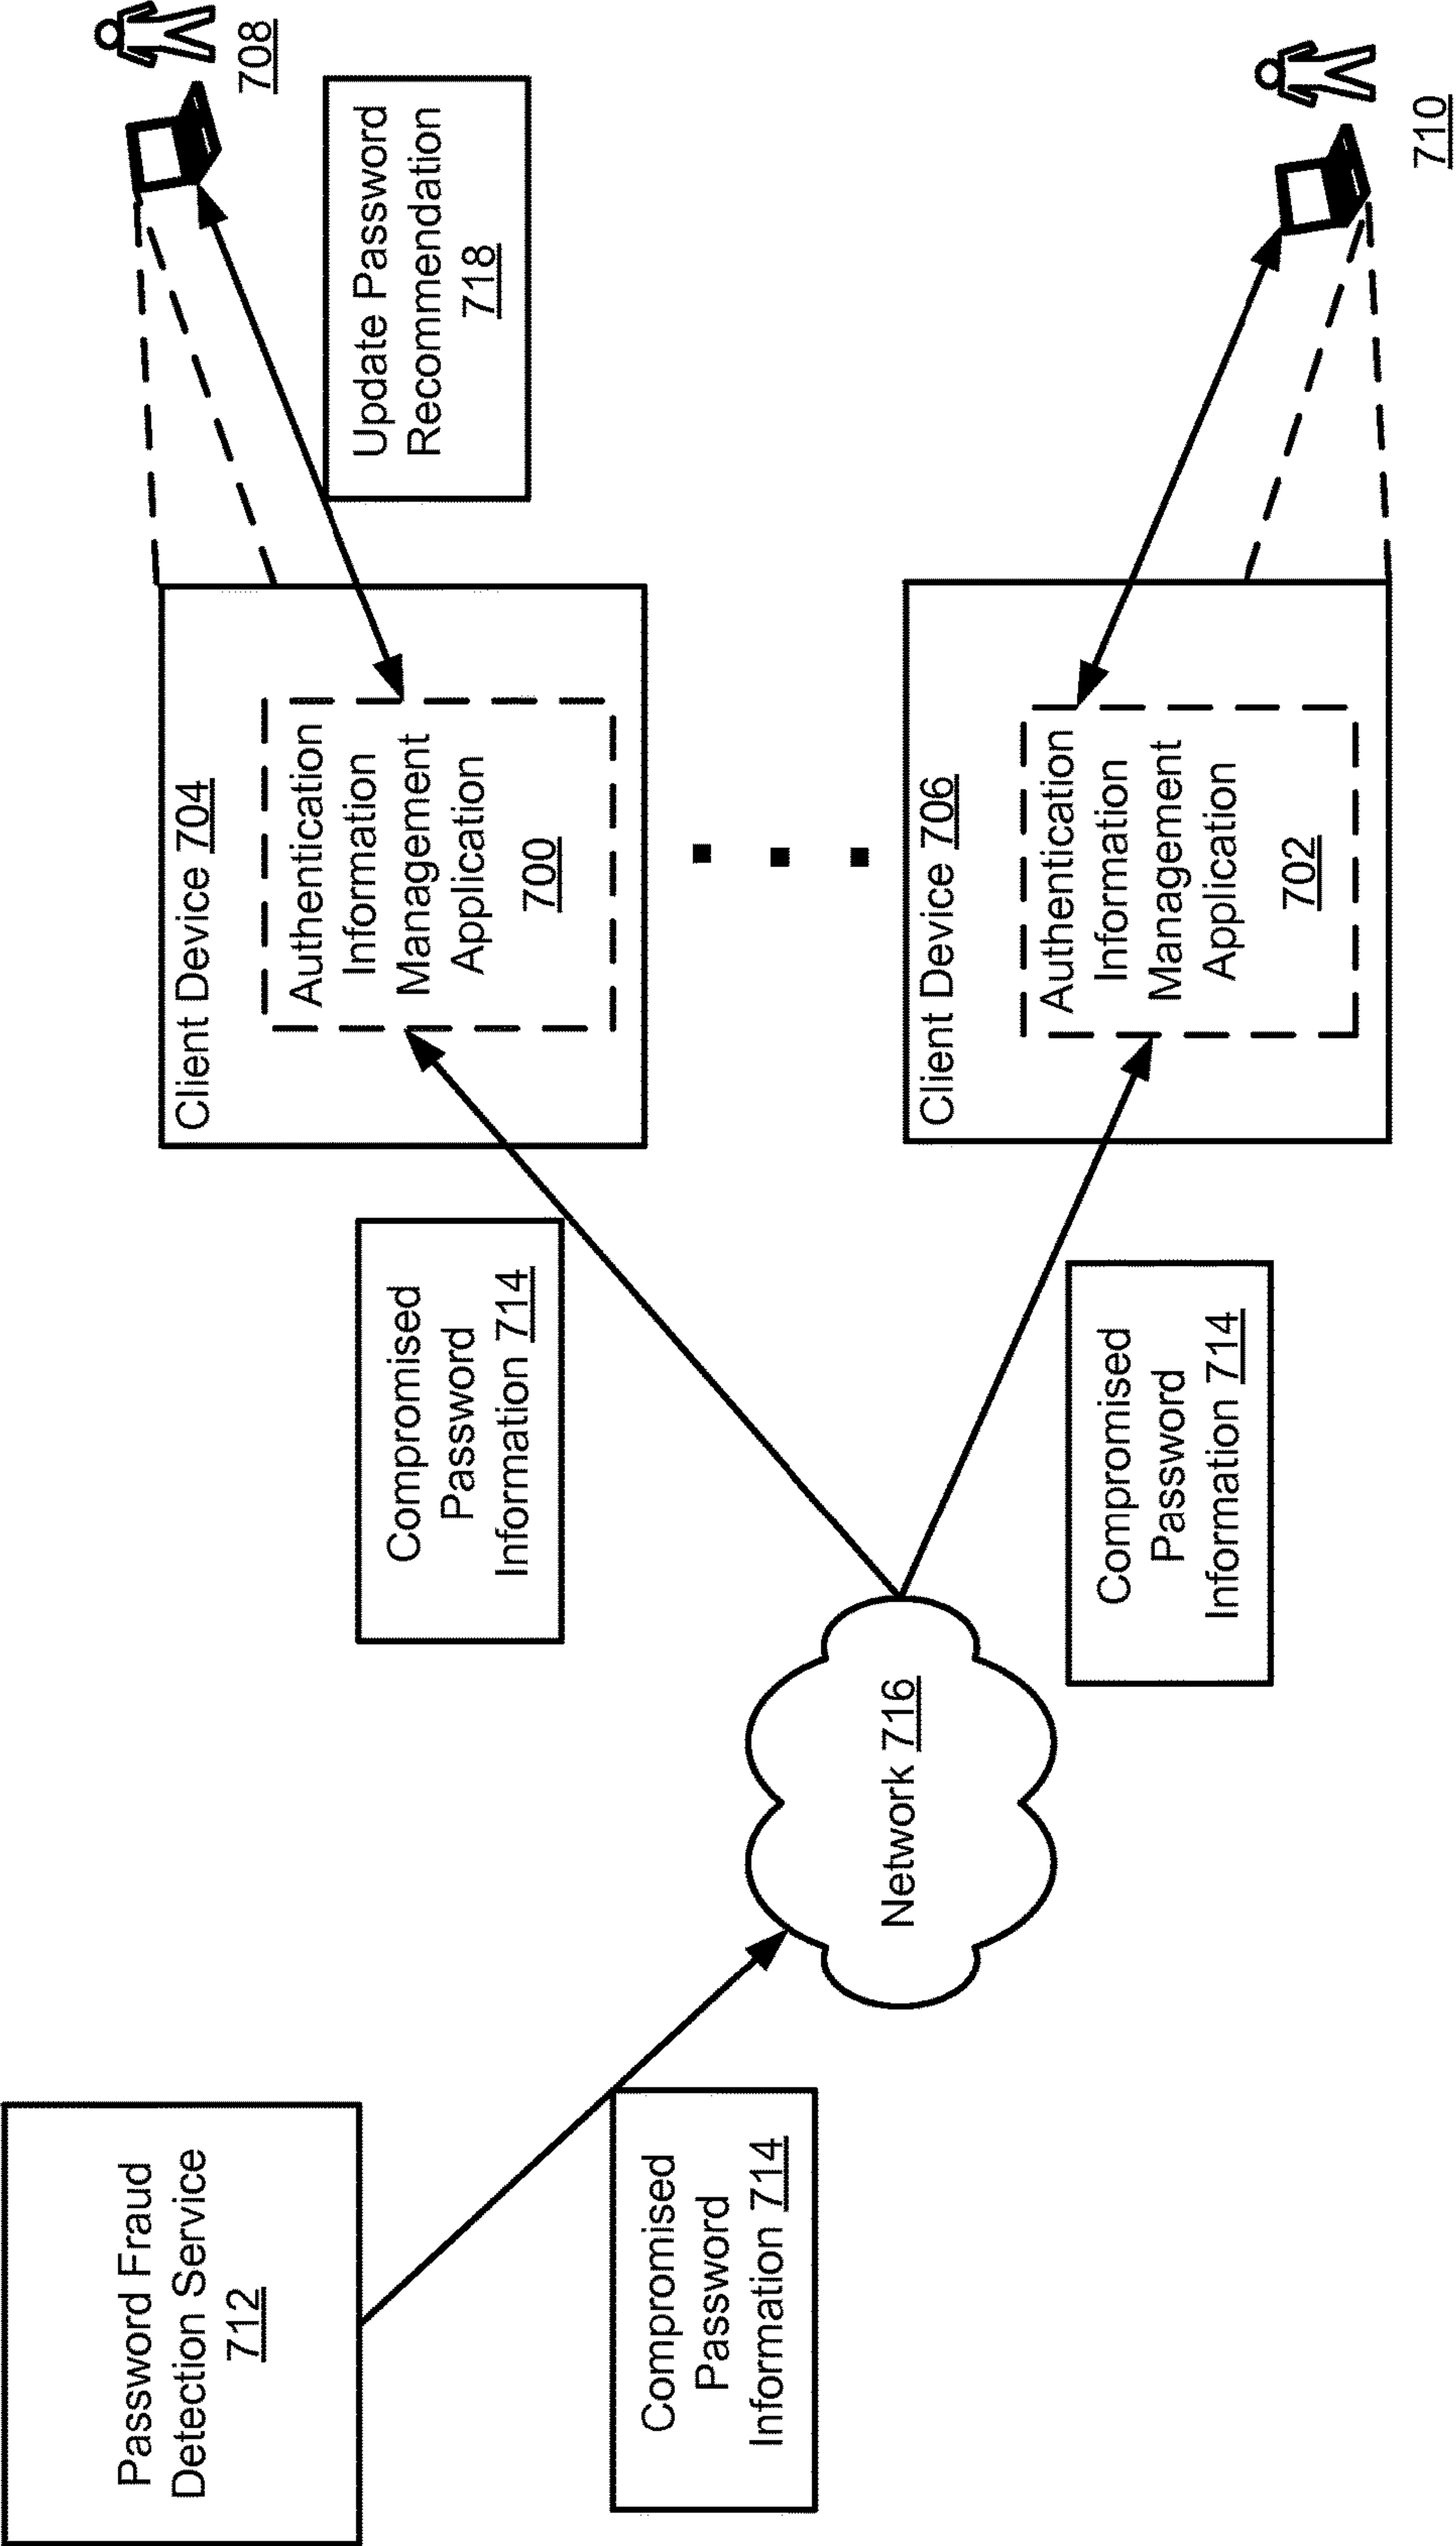 Password Fraud
Detection Service
712
Compromised
Password
Information 714
Network 716
Compromised
Password
Information 714
Compromised
Password
Information 714
Client Device 704
Authentication
Information
Management
Application
700
Client Device 706
Authentication
Information
Management
Application
702
Update Password
Recommendation
718
708
710